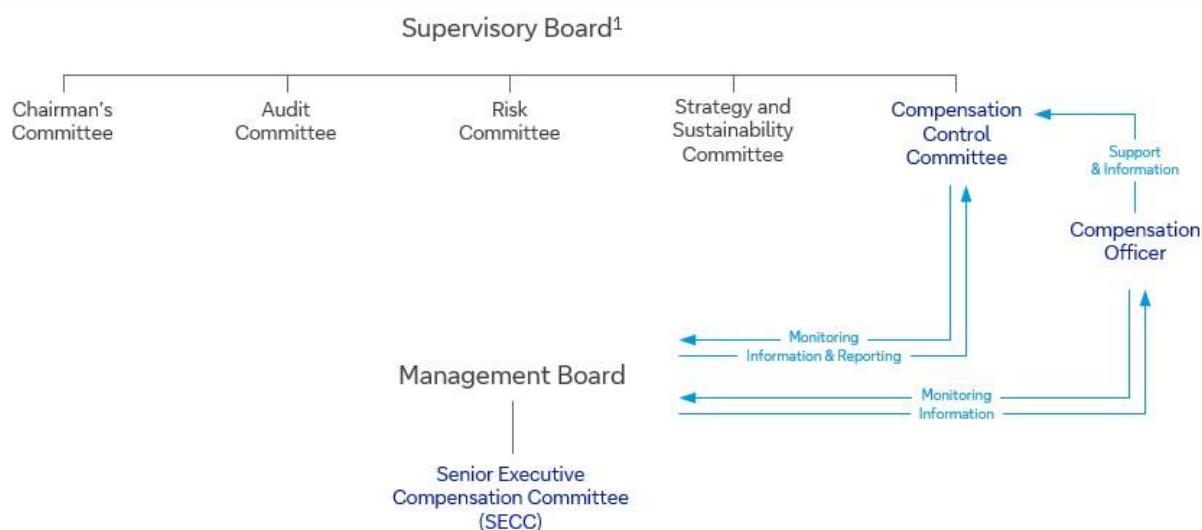 Supervisory Board¹
Chairman's
Committee
Audit
Committee
Risk
Committee
Strategy and
Sustainability
Committee
Compensation
Control
Committee
Support
& Information
Compensation
Officer
Monitoring
Information & Reporting
Management Board
Monitoring
Information
Senior Executive
Compensation Committee
(SECC)